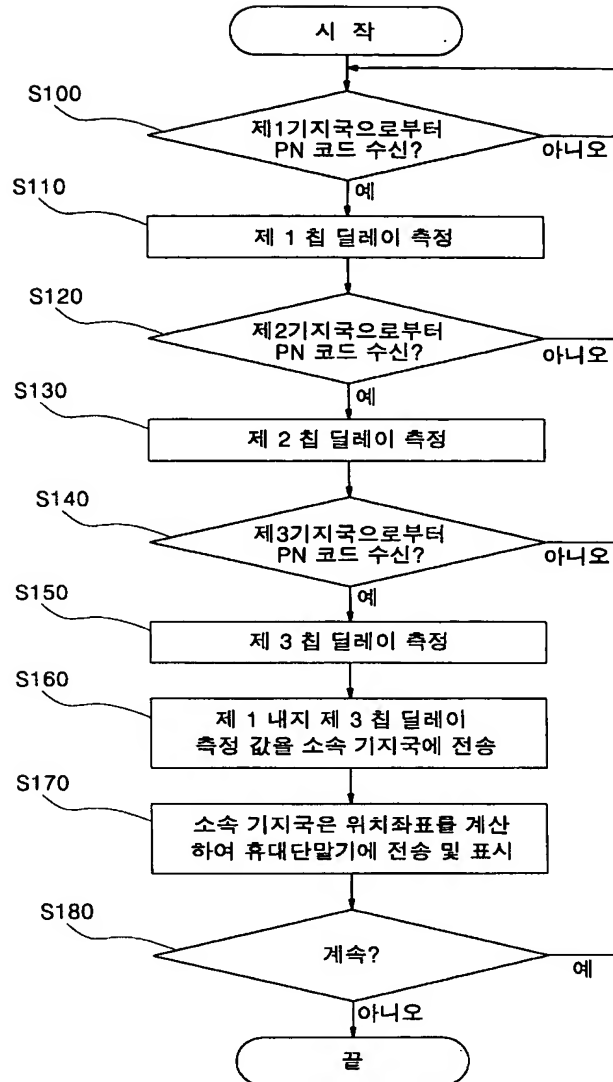 시 작
S100
제1기지국으로부터
PN 코드 수신?
아니오
예
S110
제 1 칩 딜레이 측정
S120
제2기지국으로부터
PN 코드 수신?
아니오
예
S130
제 2 칩 딜레이 측정
S140
제3기지국으로부터
PN 코드 수신?
아니오
예
S150
제 3 칩 딜레이 측정
S160
제 1 내지 제 3 칩 딜레이
측정 값을 소속 기지국에 전송
S170
소속 기지국은 위치좌표를 계산
하여 휴대단말기에 전송 및 표시
S180
계속?
예
아니오
끝